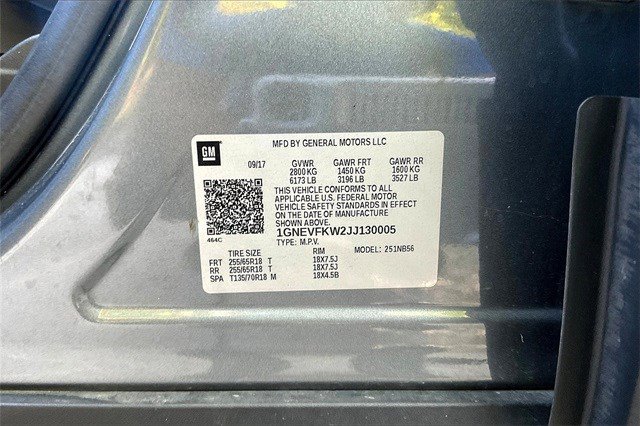 MFD BY GENERAL MOTORS LLC
GM
09/17 GVWR GAWR FRT GAWR RR
2800 KG 1450 KG 1600 KG
6173 LB 3196 LB 3527 LB
THIS VEHICLE CONFORMS TO ALL
APPLICABLE U.S. FEDERAL MOTOR
VEHICLE SAFETY STANDARDS IN EFFECT
ON THE DATE OF MANUFACTURE
SHOWN ABOVE.
1GNEVFKW2JJ130005
464C TYPE: M.P.V. MODEL: 251NB56
TIRE SIZE RIM
FRT 255/65R18 T 18X7.5J
RR 255/65R18 T 18X7.5J
SPA T135/70R18 M 18X4.5B